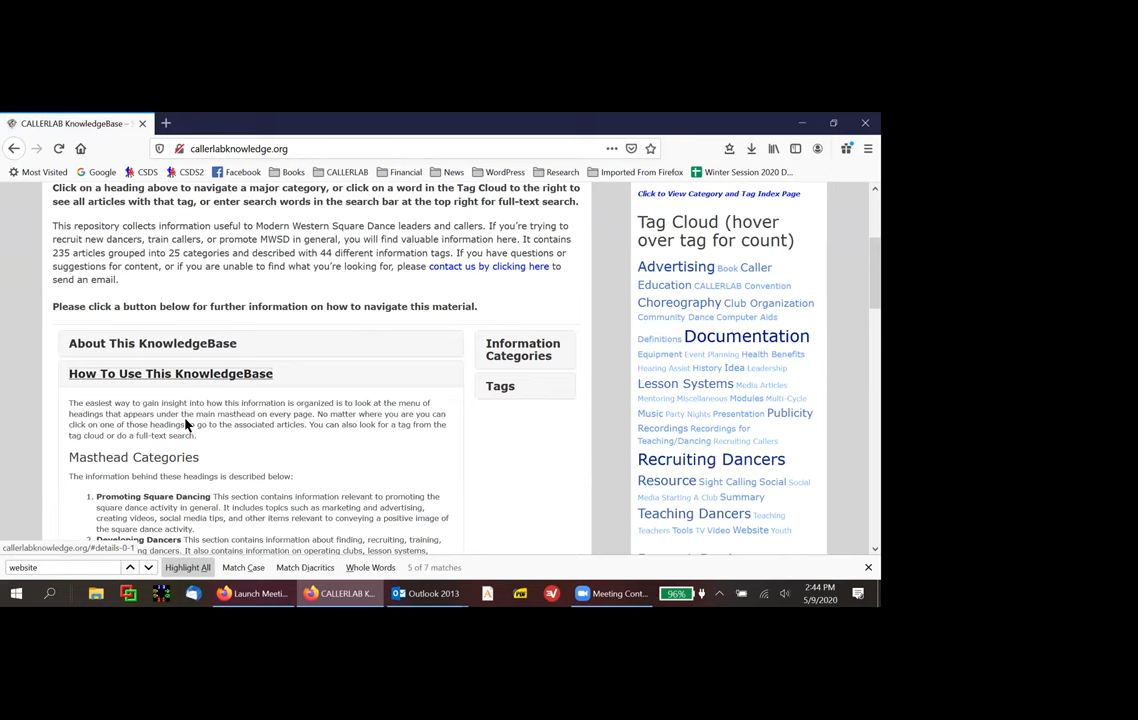 CALLERLAB KnowledgeBase –
callerlabknowledge.org
Most Visited Google CSDS CSDS2 Facebook Books CALLERLAB Financial News WordPress Research Imported From Firefox Winter Session 2020 D...
Click on a heading above to navigate a major category, or click on a word in the Tag Cloud to the right to
see all articles with that tag, or enter search words in the search bar at the top right for full-text search.
This repository collects information useful to Modern Western Square Dance leaders and callers. If you're trying to
recruit new dancers, train callers, or promote MWSD in general, you will find valuable information here. It contains
235 articles grouped into 25 categories and described with 44 different information tags. If you have questions or
suggestions for content, or if you are unable to find what you're looking for, please contact us by clicking here to
send an email.
Please click a button below for further information on how to navigate this material.
About This KnowledgeBase
How To Use This KnowledgeBase
The easiest way to gain insight into how this information is organized is to look at the menu of
headings that appears under the main masthead on every page. No matter where you are you can
click on one of those headings to go to the associated articles. You can also look for a tag from the
tag cloud or do a full-text search.
Masthead Categories
The information behind these headings is described below:
1. Promoting Square Dancing This section contains information relevant to promoting the
square dance activity in general. It includes topics such as marketing and advertising,
creating videos, social media tips, and other items relevant to conveying a positive image of
the square dance activity.
2. Developing Dancers This section contains information about finding, recruiting, training,
ng dancers. It also contains information on operating clubs, lesson systems,
Information
Categories
Tags
Click to View Category and Tag Index Page
Tag Cloud (hover
over tag for count)
Advertising Book Caller
Education CALLERLAB Convention
Choreography Club Organization
Community Dance Computer Aids
Definitions Documentation
Equipment Event Planning Health Benefits
Hearing Assist History Idea Leadership
Lesson Systems Media Articles
Mentoring Miscellaneous Modules Multi-Cycle
Music Party Nights Presentation Publicity
Recordings Recordings for
Teaching/Dancing Recruiting Callers
Recruiting Dancers
Resource Sight Calling Social Social
Media Starting A Club Summary
Teaching Dancers Teaching
Teachers Tools TV Video Website Youth
callerlabknowledge.org/#details-0-1
website Highlight All Match Case Match Diacritics Whole Words 5 of 7 matches
Launch Meeti... CALLERLAB K... Outlook 2013 Meeting Cont... 96%
2:44 PM
5/9/2020